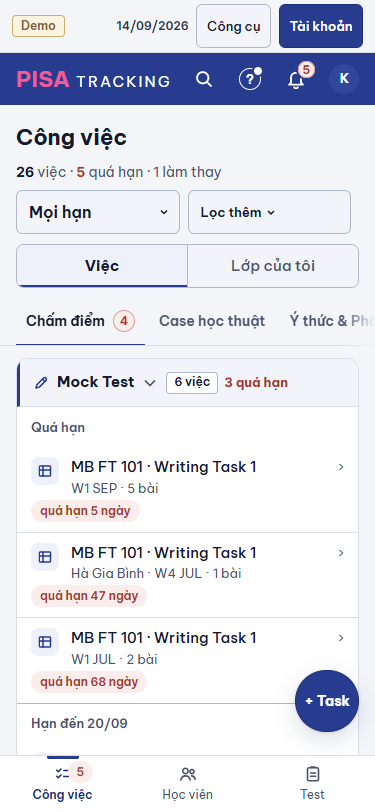 Demo
14/09/2026
Công cụ
Tài khoản
PISA TRACKING
?
5
K
Công việc
26 việc · 5 quá hạn · 1 làm thay
Mọi hạn
Lọc thêm
Việc
Lớp của tôi
Chấm điểm 4
Case học thuật
Ý thức & Ph
Mock Test
6 việc
3 quá hạn
Quá hạn
MB FT 101 · Writing Task 1
W1 SEP · 5 bài
quá hạn 5 ngày
MB FT 101 · Writing Task 1
Hà Gia Bình · W4 JUL · 1 bài
quá hạn 47 ngày
MB FT 101 · Writing Task 1
W1 JUL · 2 bài
quá hạn 68 ngày
+ Task
Hạn đến 20/09
5
Công việc
Học viên
Test